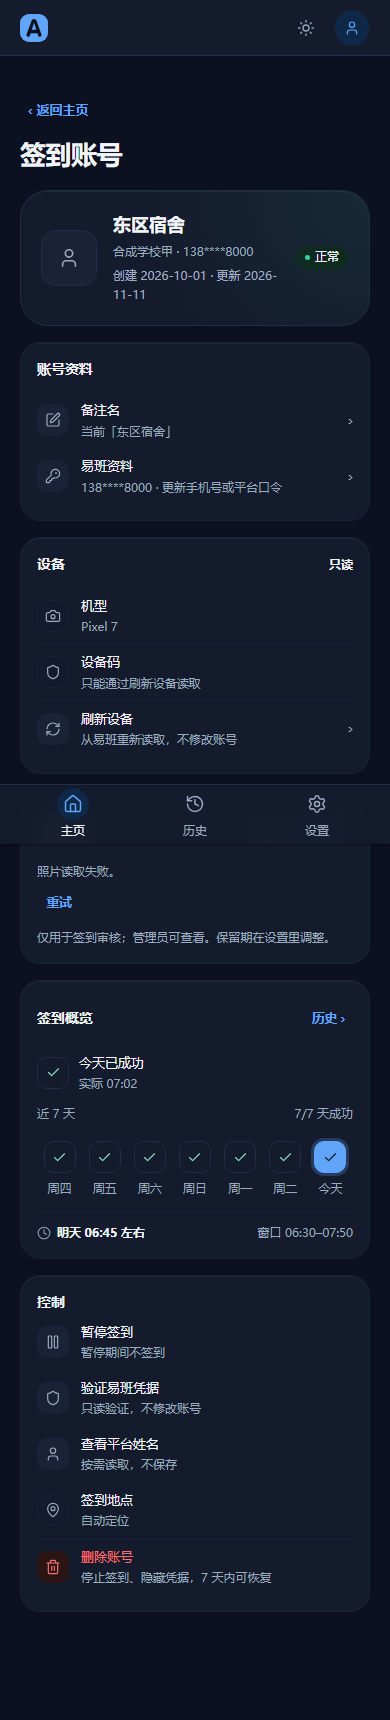 A
‹ 返回主页
签到账号
东区宿舍
合成学校甲 · 138****8000
创建 2026-10-01 · 更新 2026-
11-11
正常
账号资料
备注名
当前「东区宿舍」
›
易班资料
138****8000 · 更新手机号或平台口令
›
设备
只读
机型
Pixel 7
设备码
只能通过刷新设备读取
刷新设备
从易班重新读取，不修改账号
›
主页
历史
设置
照片读取失败。
重试
仅用于签到审核；管理员可查看。保留期在设置里调整。
签到概览
历史 ›
今天已成功
实际 07:02
近 7 天
7/7 天成功
周四
周五
周六
周日
周一
周二
今天
明天 06:45 左右
窗口 06:30–07:50
控制
暂停签到
暂停期间不签到
验证易班凭据
只读验证，不修改账号
查看平台姓名
按需读取，不保存
签到地点
自动定位
删除账号
停止签到、隐藏凭据，7 天内可恢复